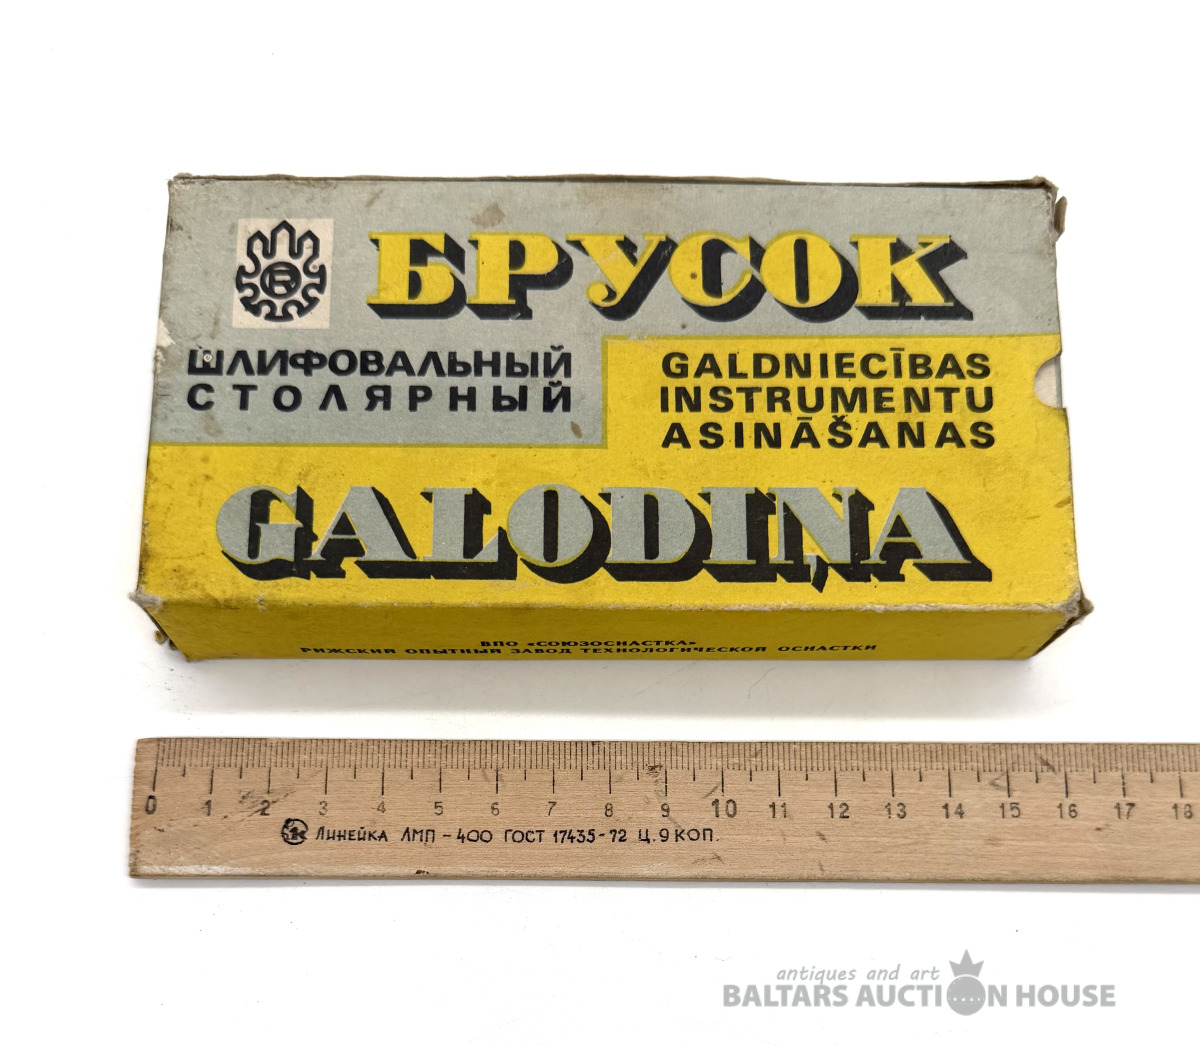 R
БРУСОК
ШЛИФОВАЛЬНЫЙ
СТОЛЯРНЫЙ
GALDNIECĪBAS
INSTRUMENTU
ASINĀŠANAS
GALODIŅA
ВПО «СОЮЗОСНАСТКА»
РИЖСКИЙ ОПЫТНЫЙ ЗАВОД ТЕХНОЛОГИЧЕСКОЙ ОСНАСТКИ
0 1 2 3 4 5 6 7 8 9 10 11 12 13 14 15 16 17 18
ЛИНЕЙКА ЛМП - 400 ГОСТ 17435-72 Ц. 9 КОП.
antiques and art
BALTARS AUCTION HOUSE